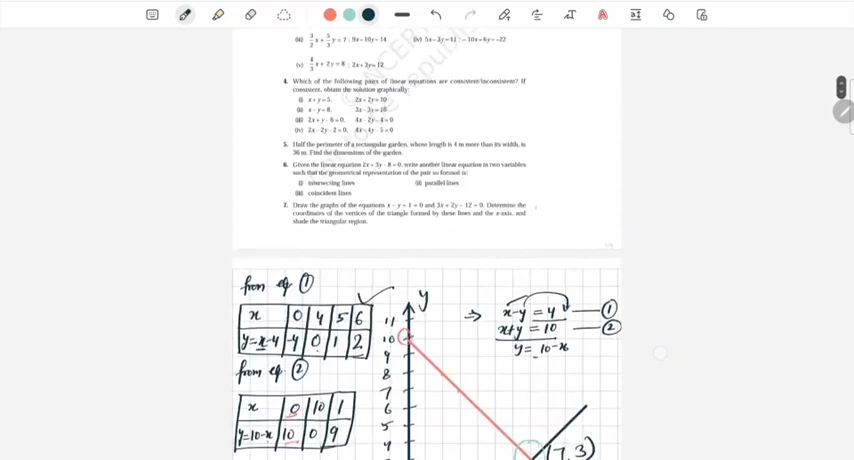 (iii) 3/2 x + 5/3 y = 7 ; 9x – 10y = 14 (iv) 5x – 3y = 11 ; – 10x + 6y = –22
(v) 4/3 x + 2y = 8 ; 2x + 3y = 12
4. Which of the following pairs of linear equations are consistent/inconsistent? If
consistent, obtain the solution graphically:
(i) x + y = 5, 2x + 2y = 10
(ii) x – y = 8, 3x – 3y = 16
(iii) 2x + y – 6 = 0, 4x – 2y – 4 = 0
(iv) 2x – 2y – 2 = 0, 4x – 4y – 5 = 0
5. Half the perimeter of a rectangular garden, whose length is 4 m more than its width, is
36 m. Find the dimensions of the garden.
6. Given the linear equation 2x + 3y – 8 = 0, write another linear equation in two variables
such that the geometrical representation of the pair so formed is:
(i) intersecting lines (ii) parallel lines
(iii) coincident lines
7. Draw the graphs of the equations x – y + 1 = 0 and 3x + 2y – 12 = 0. Determine the
coordinates of the vertices of the triangle formed by these lines and the x-axis, and
shade the triangular region.
from eq ①
x 0 4 5 6
y=x-4 -4 0 1 2
from eq ②
x 0 10 1
y=10-x 10 0 9
y
11
10
9
8
7
6
5
4
⇒ x-y = 4 ①
x+y = 10 ②
y = 10-x
(7,3)